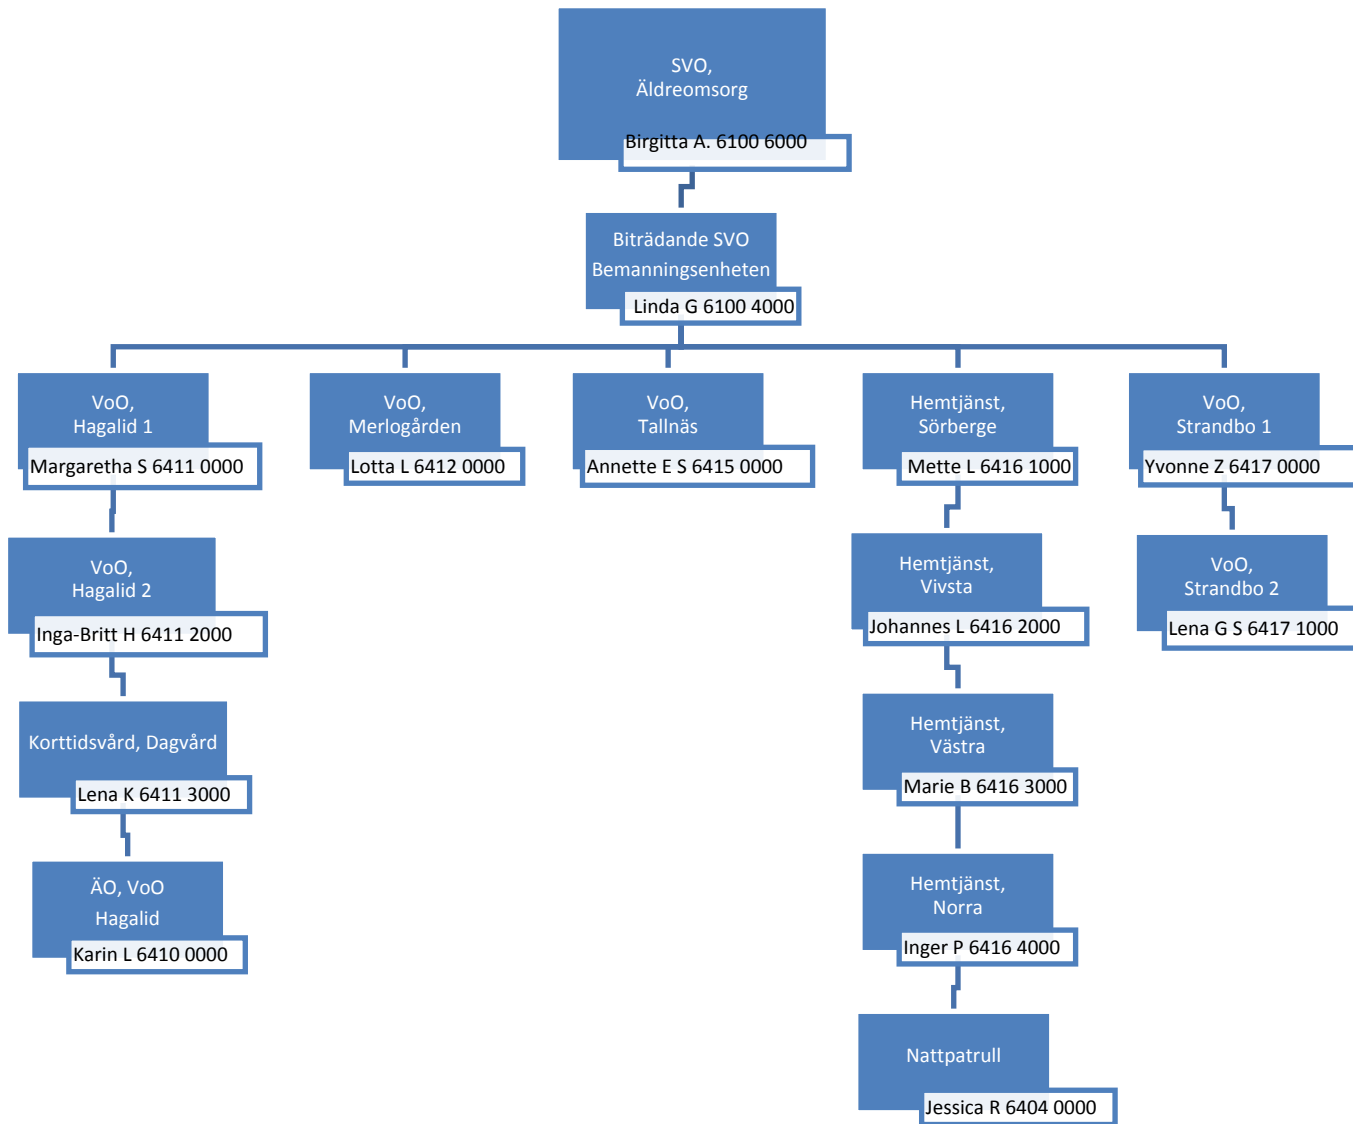 SVO,
Äldreomsorg
Birgitta A. 6100 6000
Biträdande SVO
Bemanningsenheten
Linda G 6100 4000
VoO,
Hagalid 1
Margaretha S 6411 0000
VoO,
Merlogården
Lotta L 6412 0000
VoO,
Tallnäs
Annette E S 6415 0000
Hemtjänst,
Sörberge
Mette L 6416 1000
VoO,
Strandbo 1
Yvonne Z 6417 0000
VoO,
Hagalid 2
Inga-Britt H 6411 2000
Hemtjänst,
Vivsta
Johannes L 6416 2000
VoO,
Strandbo 2
Lena G S 6417 1000
Korttidsvård, Dagvård
Lena K 6411 3000
Hemtjänst,
Västra
Marie B 6416 3000
ÄO, VoO
Hagalid
Karin L 6410 0000
Hemtjänst,
Norra
Inger P 6416 4000
Nattpatrull
Jessica R 6404 0000